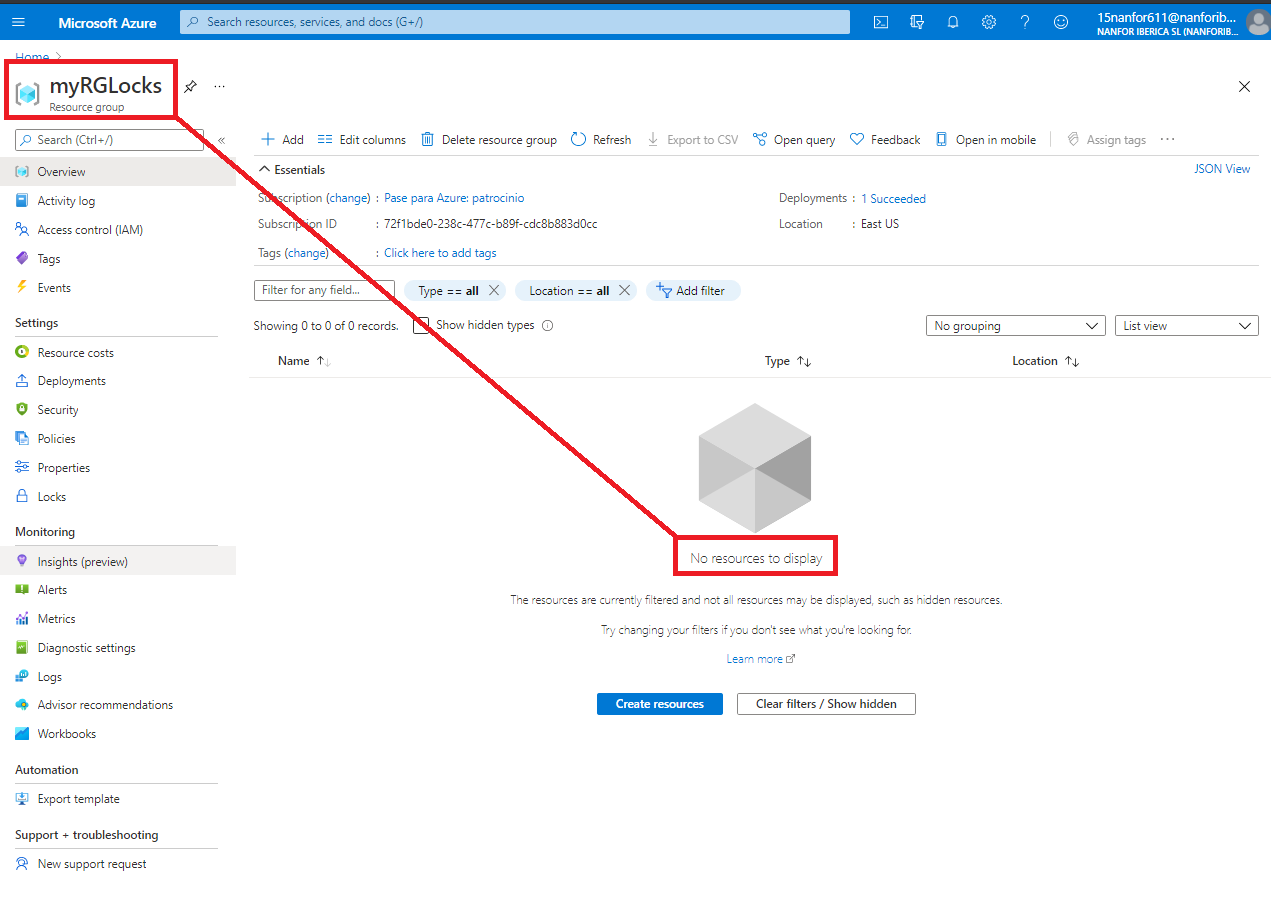 Microsoft Azure
Search resources, services, and docs (G+/)
15nanfor611@nanforib...
NANFOR IBERICA SL (NANFORIB...
Home
myRGLocks
Resource group
Search (Ctrl+/)
Overview
Activity log
Access control (IAM)
Tags
Events
Settings
Resource costs
Deployments
Security
Policies
Properties
Locks
Monitoring
Insights (preview)
Alerts
Metrics
Diagnostic settings
Logs
Advisor recommendations
Workbooks
Automation
Export template
Support + troubleshooting
New support request
Add Edit columns Delete resource group Refresh Export to CSV Open query Feedback Open in mobile Assign tags
Essentials JSON View
Subscription (change) : Pase para Azure: patrocinio Deployments : 1 Succeeded
Subscription ID : 72f1bde0-238c-477c-b89f-cdc8b883d0cc Location : East US
Tags (change) : Click here to add tags
Filter for any field... Type == all Location == all Add filter
Showing 0 to 0 of 0 records. Show hidden types No grouping List view
Name Type Location
No resources to display
The resources are currently filtered and not all resources may be displayed, such as hidden resources.
Try changing your filters if you don't see what you're looking for.
Learn more
Create resources Clear filters / Show hidden